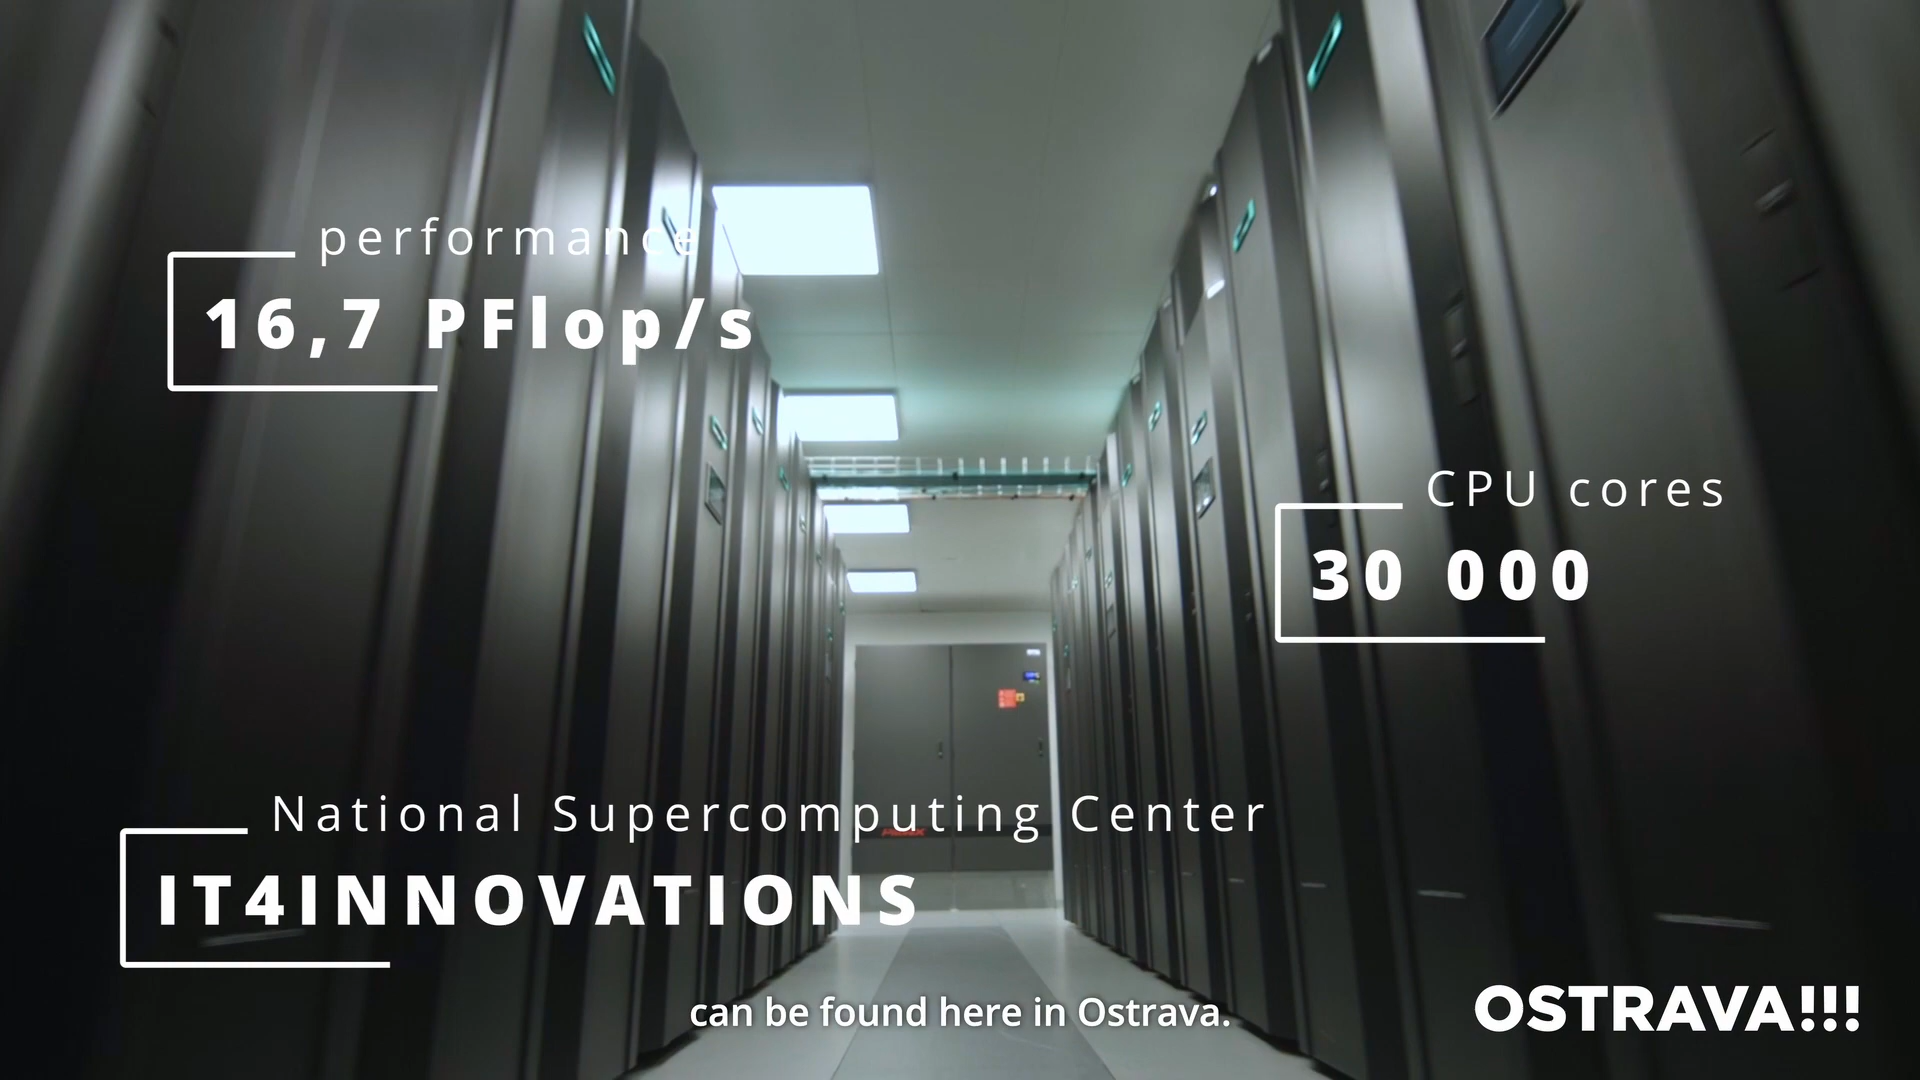 performance
16,7 PFlop/s
CPU cores
30 000
National Supercomputing Center
IT4INNOVATIONS
can be found here in Ostrava.
OSTRAVA!!!